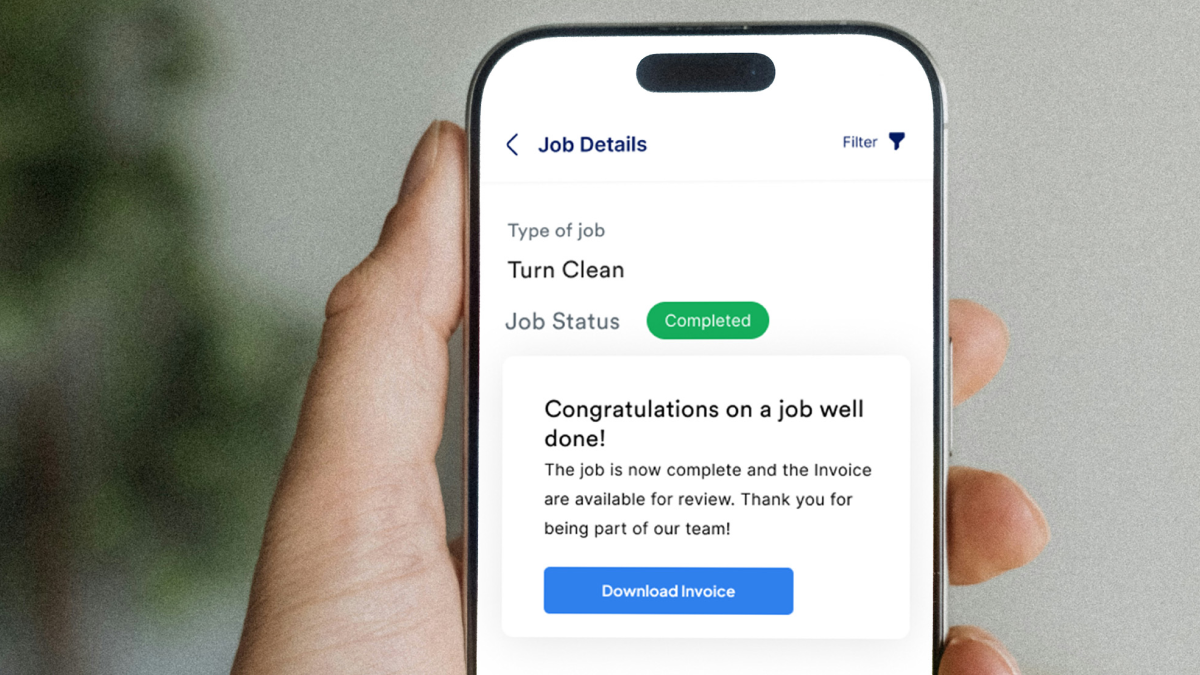 Job Details
Filter
Type of job
Turn Clean
Job Status
Completed
Congratulations on a job well
done!
The job is now complete and the Invoice
are available for review. Thank you for
being part of our team!
Download Invoice